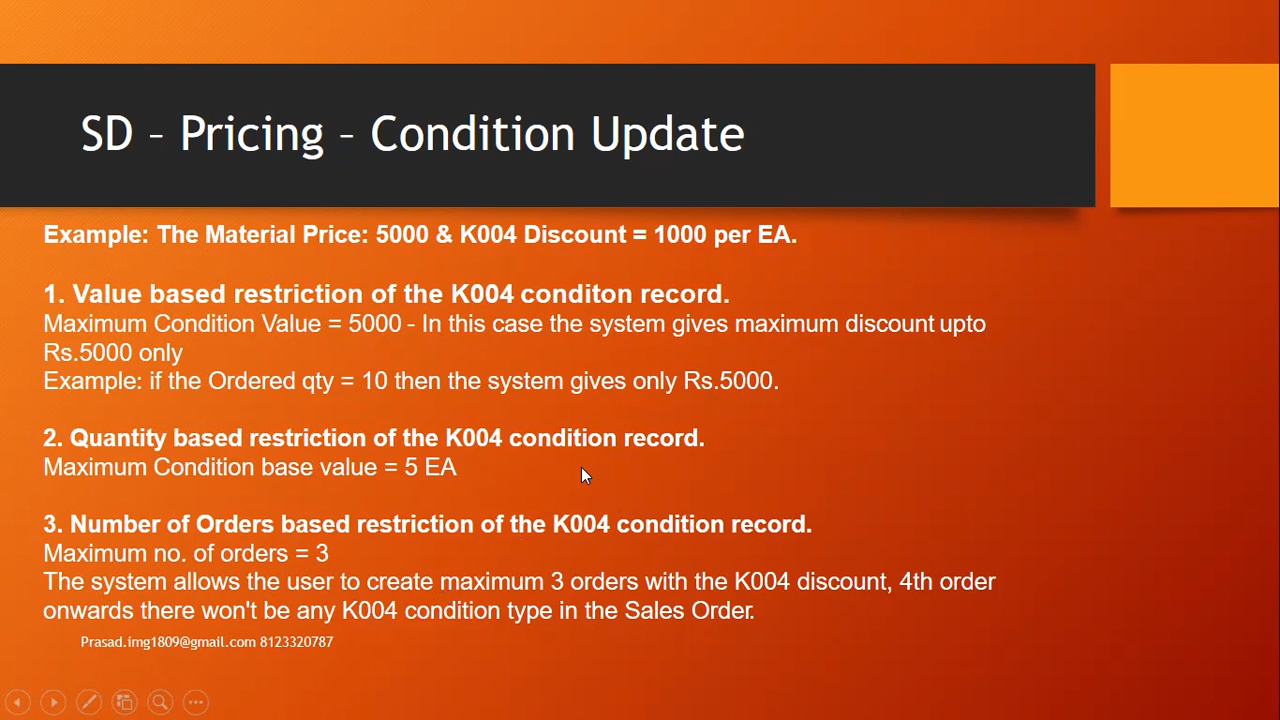 SD - Pricing - Condition Update
Example: The Material Price: 5000 & K004 Discount = 1000 per EA.
1. Value based restriction of the K004 conditon record.
Maximum Condition Value = 5000 - In this case the system gives maximum discount upto
Rs.5000 only
Example: if the Ordered qty = 10 then the system gives only Rs.5000.
2. Quantity based restriction of the K004 condition record.
Maximum Condition base value = 5 EA
3. Number of Orders based restriction of the K004 condition record.
Maximum no. of orders = 3
The system allows the user to create maximum 3 orders with the K004 discount, 4th order
onwards there won't be any K004 condition type in the Sales Order.
Prasad.img1809@gmail.com 8123320787